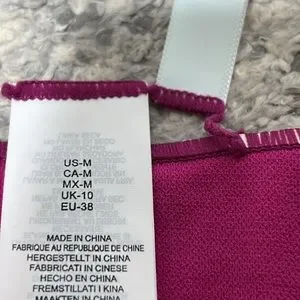 US-M
CA-M
MX-M
UK-10
EU-38
MADE IN CHINA
FABRIQUE AU REPUBLIQUE DE CHINE
HERGESTELLT IN CHINA
FABBRICATI IN CINESE
HECHO EN CHINA
FREMSTILLATI I KINA
MAAKTEN IN CHINA